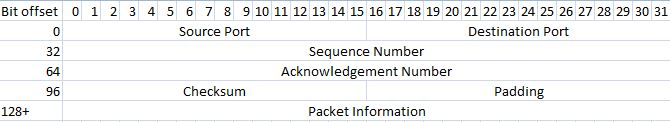 Bit offset 0 1 2 3 4 5 6 7 8 9 10 11 12 13 14 15 16 17 18 19 20 21 22 23 24 25 26 27 28 29 30 31
0 Source Port Destination Port
32 Sequence Number
64 Acknowledgement Number
96 Checksum Padding
128+ Packet Information